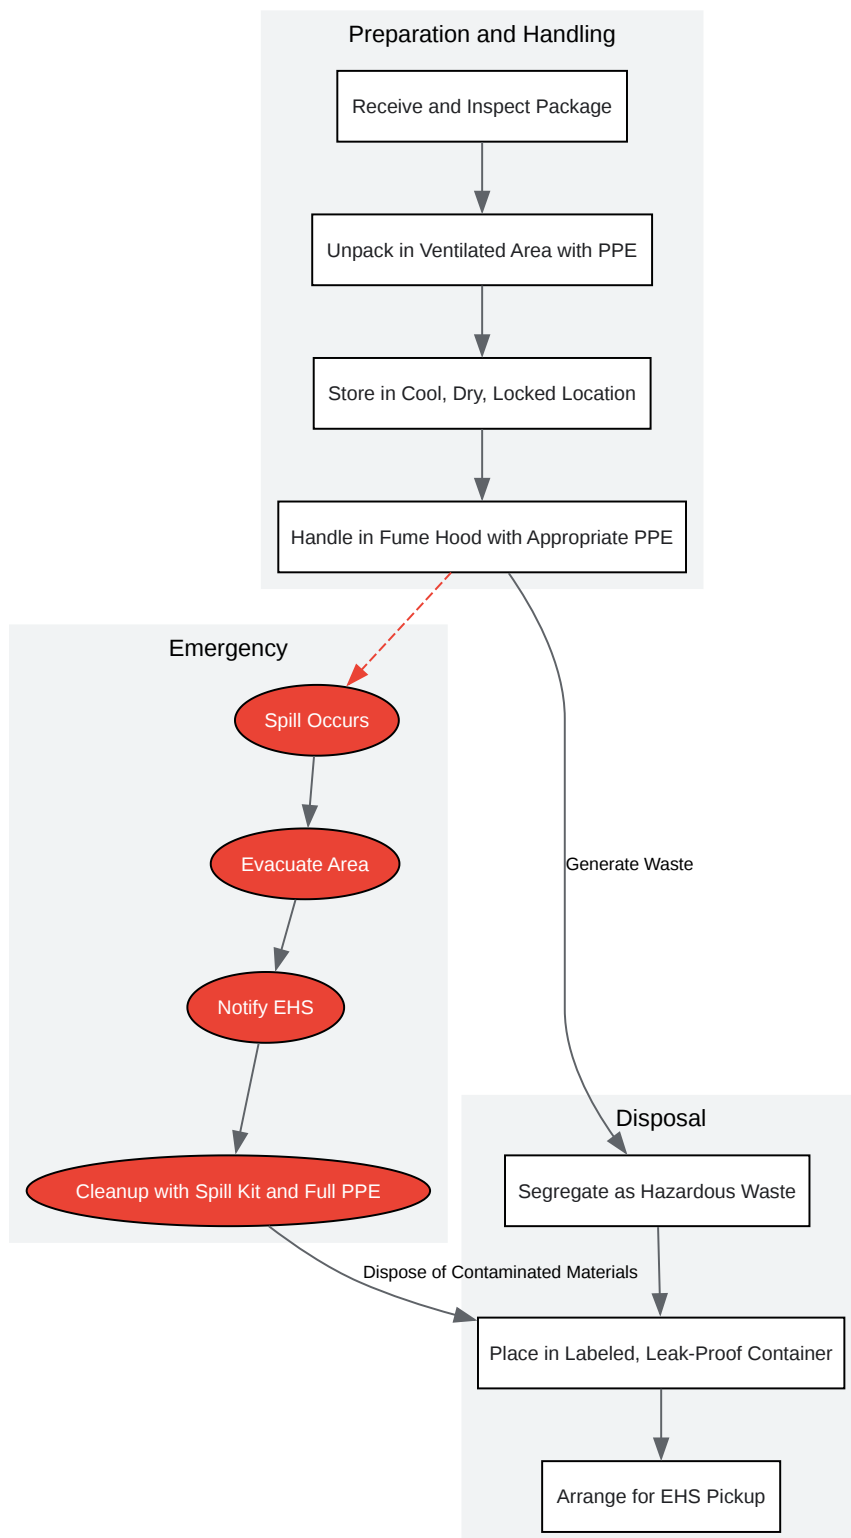 Preparation and Handling
Receive and Inspect Package
Unpack in Ventilated Area with PPE
Store in Cool, Dry, Locked Location
Handle in Fume Hood with Appropriate PPE
Emergency
Spill Occurs
Evacuate Area
Generate Waste
Notify EHS
Disposal
Cleanup with Spill Kit and Full PPE
Segregate as Hazardous Waste
Dispose of Contaminated Materials
Place in Labeled, Leak-Proof Container
Arrange for EHS Pickup